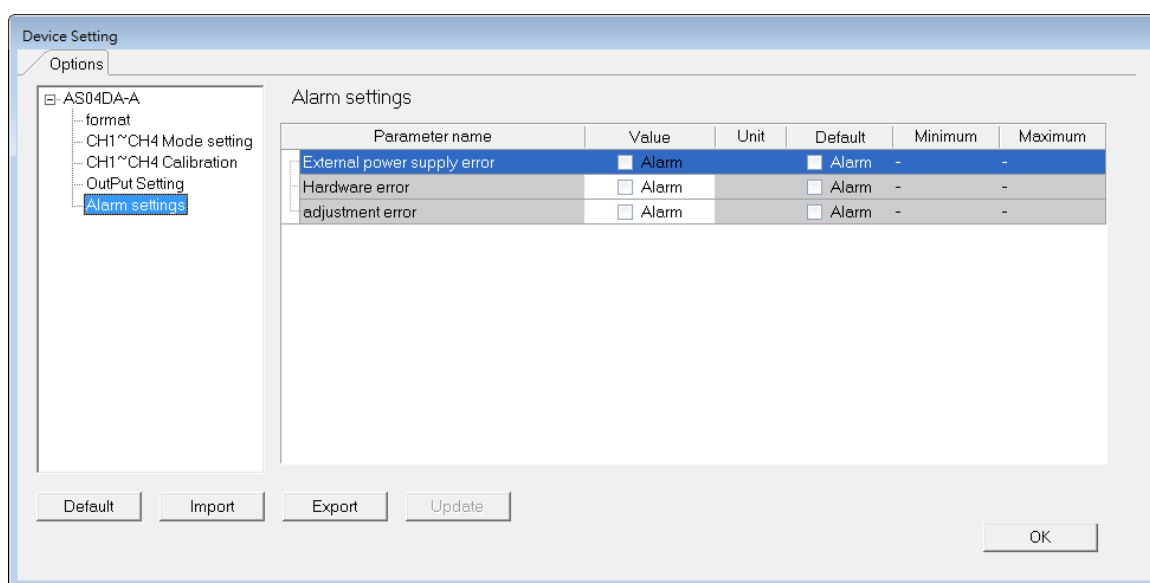 Device Setting
Options
AS04DA-A
format
CH1~CH4 Mode setting
CH1~CH4 Calibration
OutPut Setting
Alarm settings
Alarm settings
Parameter name Value Unit Default Minimum Maximum
External power supply error Alarm Alarm - -
Hardware error Alarm Alarm - -
adjustment error Alarm Alarm - -
Default Import Export Update
OK